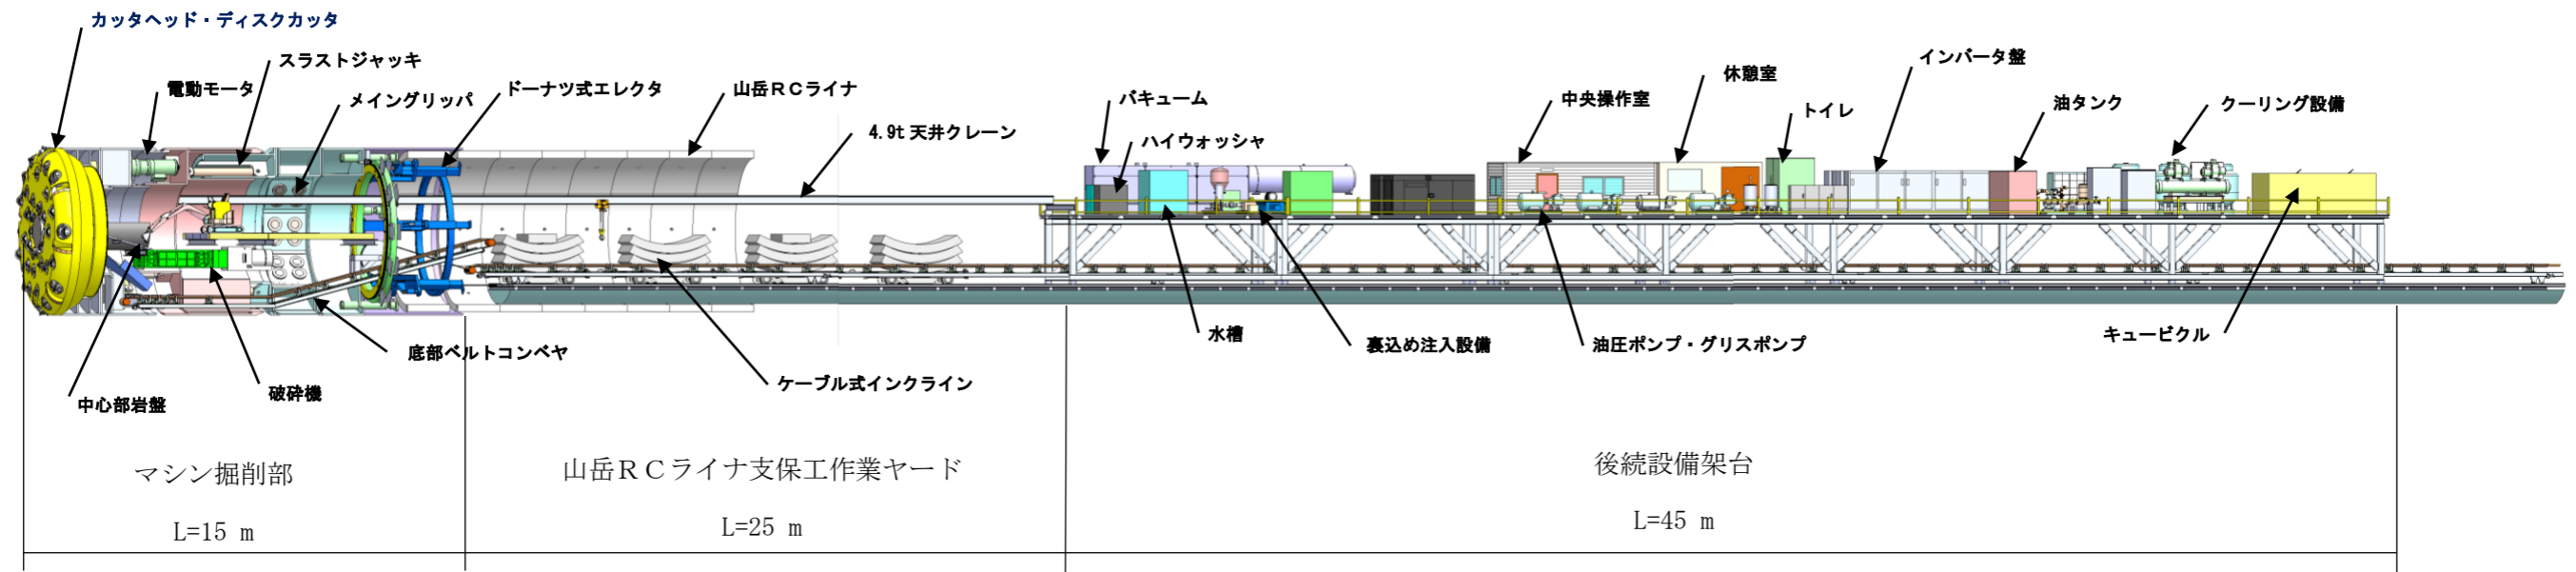 カッタヘッド・ディスクカッタ
スラストジャッキ
電動モータ
メイングリッパ
ドーナツ式エレクタ
山岳ＲＣライナ
4.9t 天井クレーン
バキューム
ハイウォッシャ
中央操作室
休憩室
トイレ
インバータ盤
油タンク
クーリング設備
中心部岩盤
破砕機
底部ベルトコンベヤ
ケーブル式インクライン
水槽
裏込め注入設備
油圧ポンプ・グリスポンプ
キュービクル
マシン掘削部
L=15 m
山岳ＲＣライナ支保工作業ヤード
L=25 m
後続設備架台
L=45 m